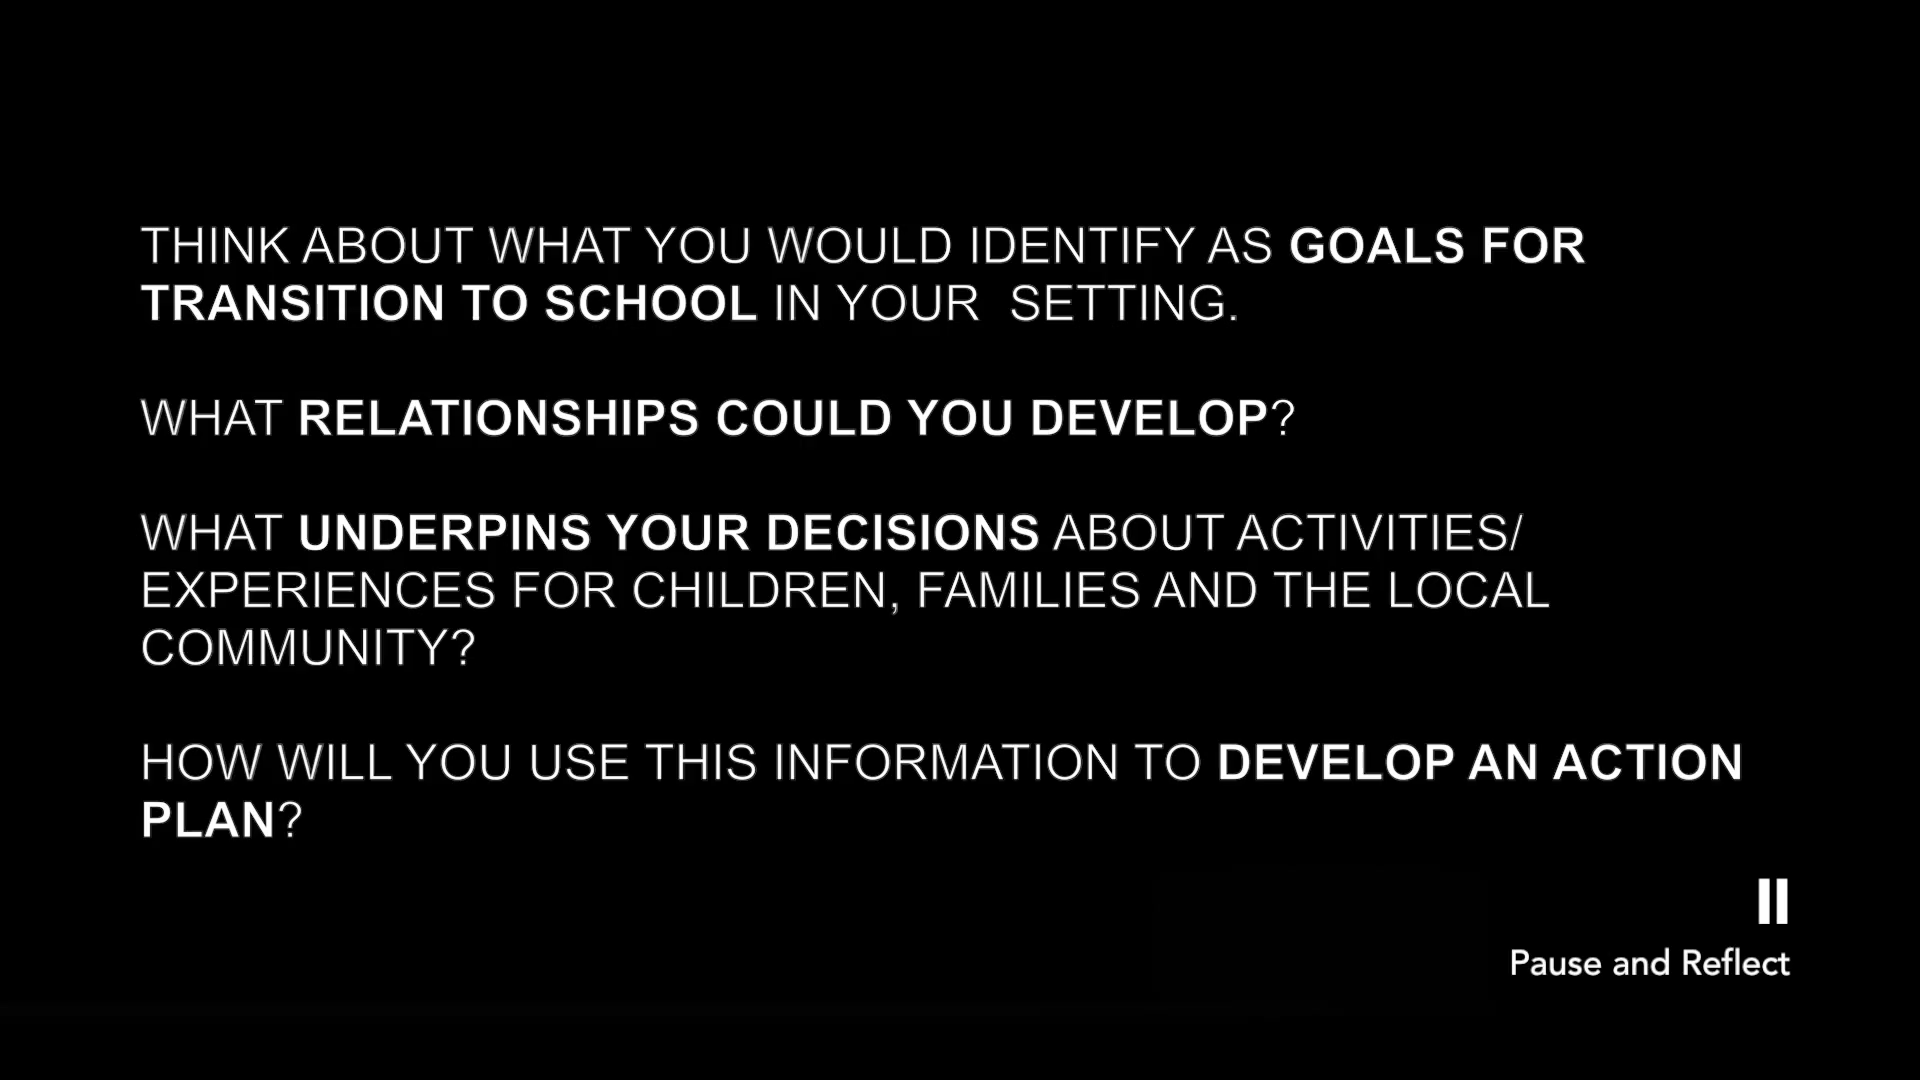 THINK ABOUT WHAT YOU WOULD IDENTIFY AS GOALS FOR
TRANSITION TO SCHOOL IN YOUR  SETTING.
WHAT RELATIONSHIPS COULD YOU DEVELOP?
WHAT UNDERPINS YOUR DECISIONS ABOUT ACTIVITIES/
EXPERIENCES FOR CHILDREN, FAMILIES AND THE LOCAL
COMMUNITY?
HOW WILL YOU USE THIS INFORMATION TO DEVELOP AN ACTION
PLAN?
Pause and Reflect